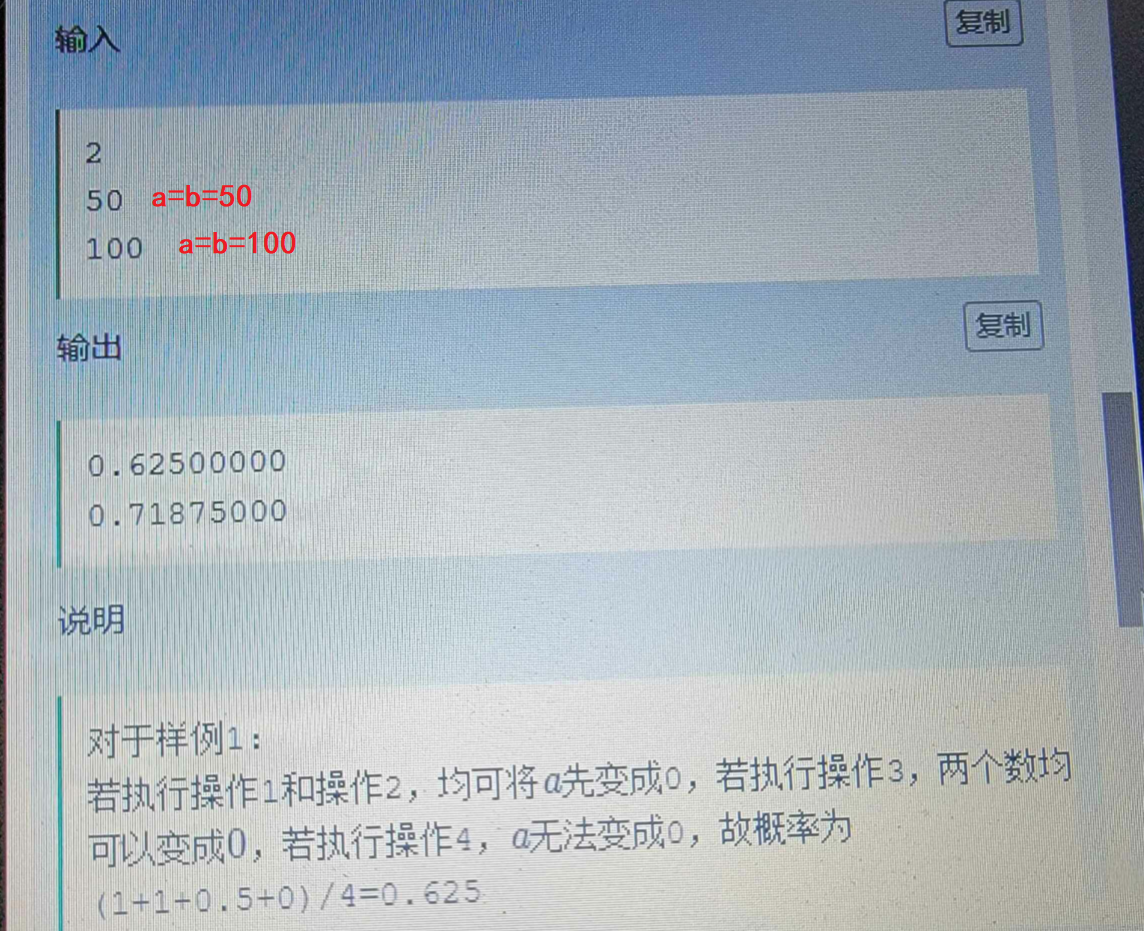 输入
复制
2
50 a=b=50
100 a=b=100
输出
复制
0.62500000
0.71875000
说明
对于样例1：
若执行操作1和操作2，均可将a先变成0，若执行操作3，两个数均
可以变成0，若执行操作4，a无法变成0，故概率为
(1+1+0.5+0)/4=0.625